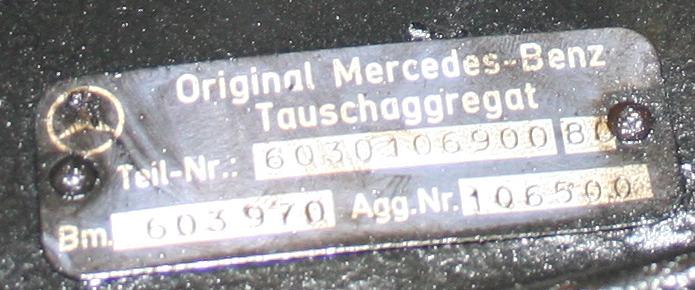 Original Mercedes-Benz
Tauschaggregat
Teil-Nr.: 6030106900 80
Bm. 603970 Agg.Nr. 106500